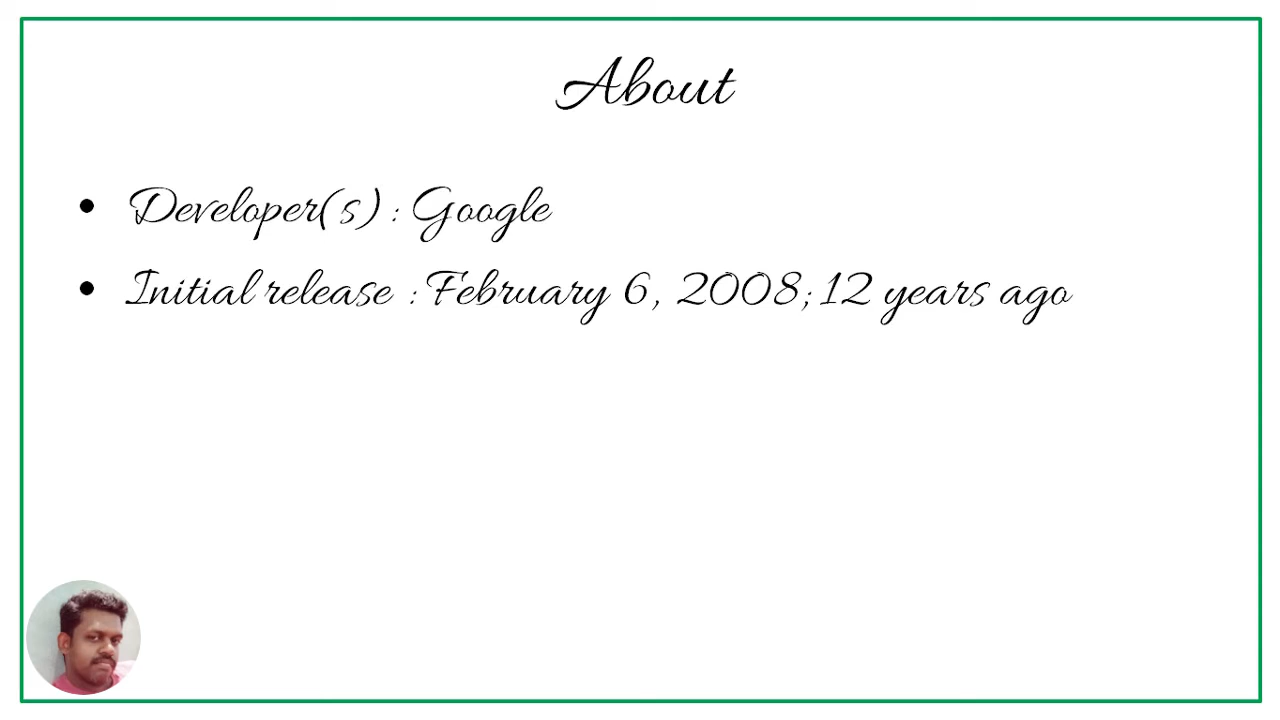 About
• Developer(s) : Google
• Initial release : February 6, 2008; 12 years ago